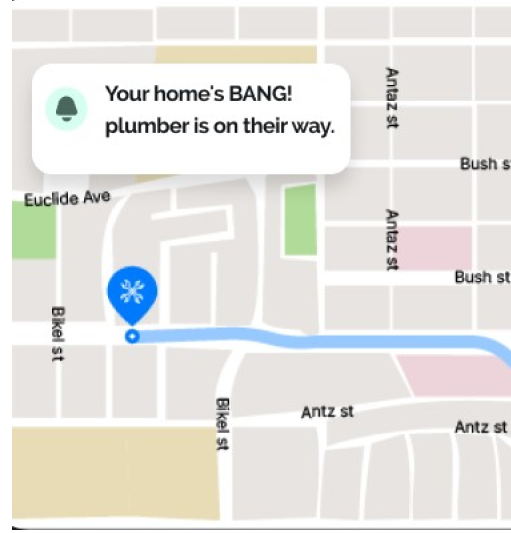 Your home's BANG!
plumber is on their way.
Antaz st
Bush s
Euclide Ave
Antaz st
Bush st
Bikel st
Bikel st
Antz st
Antz st